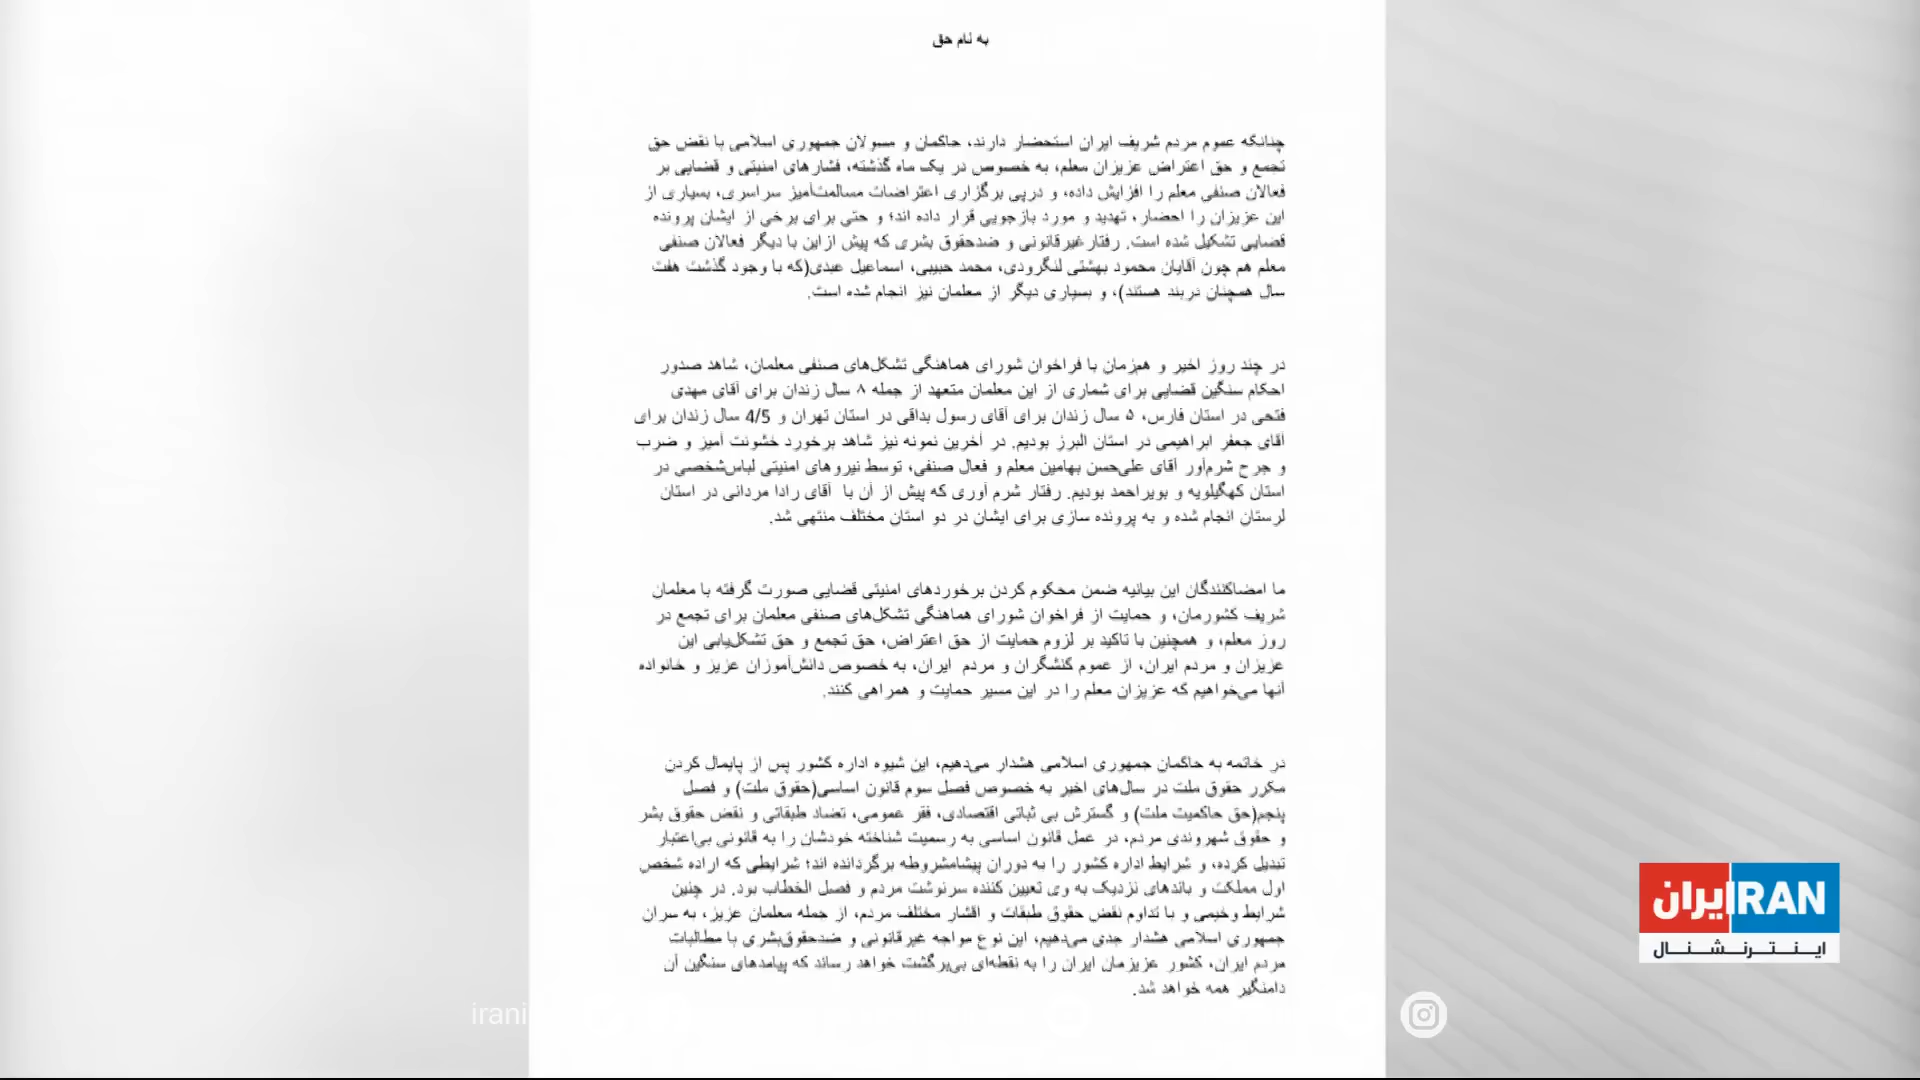 به نام حق
چنانکه عموم مردم شریف ایران استحضار دارند، حاکمان و مسولان جمهوری اسلامی با نقض حق
تجمع و حق اعتراض عزیزان معلم، به خصوص در یک ماه گذشته، فشارهای امنیتی و قضایی بر
فعالان صنفی معلم را افزایش داده، و درپی برگزاری اعتراضات مسالمت‌آمیز سراسری، بسیاری از
این عزیزان را احضار، تهدید و مورد بازجویی قرار داده اند؛ و حتی برای برخی از ایشان پرونده
قضایی تشکیل شده است. رفتارغیرقانونی و ضدحقوق بشری که پیش ازاین با دیگر فعالان صنفی
معلم هم چون آقایان محمود بهشتی لنگرودی، محمد حبیبی، اسماعیل عبدی(که با وجود گذشت هفت
سال همچنان دربند هستند)، و بسیاری دیگر از معلمان نیز انجام شده است.
در چند روز اخیر و همزمان با فراخوان شورای هماهنگی تشکل‌های صنفی معلمان، شاهد صدور
احکام سنگین قضایی برای شماری از این معلمان متعهد از جمله ۸ سال زندان برای آقای مهدی
فتحی در استان فارس، ۵ سال زندان برای آقای رسول بداقی در استان تهران و 4/5 سال زندان برای
آقای جعفر ابراهیمی در استان البرز بودیم. در آخرین نمونه نیز شاهد برخورد خشونت آمیز و ضرب
و جرح شرم‌آور آقای علی‌حسن بهامین معلم و فعال صنفی، توسط نیروهای امنیتی لباس‌شخصی در
استان کهگیلویه و بویراحمد بودیم. رفتار شرم آوری که پیش از آن با آقای رادا مردانی در استان
لرستان انجام شده و به پرونده سازی برای ایشان در دو استان مختلف منتهی شد.
ما امضاکنندگان این بیانیه ضمن محکوم کردن برخوردهای امنیتی قضایی صورت گرفته با معلمان
شریف کشورمان، و حمایت از فراخوان شورای هماهنگی تشکل‌های صنفی معلمان برای تجمع در
روز معلم، و همچنین با تاکید بر لزوم حمایت از حق اعتراض، حق تجمع و حق تشکل‌یابی این
عزیزان و مردم ایران، از عموم کنشگران و مردم ایران، به خصوص دانش‌آموزان عزیز و خانواده
آنها می‌خواهیم که عزیزان معلم را در این مسیر حمایت و همراهی کنند.
در خاتمه به حاکمان جمهوری اسلامی هشدار می‌دهیم، این شیوه اداره کشور پس از پایمال کردن
مکرر حقوق ملت در سال‌های اخیر به خصوص فصل سوم قانون اساسی(حقوق ملت) و فصل
پنجم(حق حاکمیت ملت) و گسترش بی ثباتی اقتصادی، فقر عمومی، تضاد طبقاتی و نقض حقوق بشر
و حقوق شهروندی مردم، در عمل قانون اساسی به رسمیت شناخته خودشان را به قانونی بی‌اعتبار
تبدیل کرده، و شرایط اداره کشور را به دوران پیشامشروطه برگردانده اند؛ شرایطی که اراده شخص
اول مملکت و باندهای نزدیک به وی تعیین کننده سرنوشت مردم و فصل الخطاب بود. در چنین
شرایط وخیمی و با تداوم نقض حقوق طبقات و اقشار مختلف مردم، از جمله معلمان عزیز، به سران
جمهوری اسلامی هشدار جدی می‌دهیم، این نوع مواجه غیرقانونی و ضدحقوق‌بشری با مطالبات
مردم ایران، کشور عزیزمان ایران را به نقطه‌ای بی‌برگشت خواهد رساند که پیامدهای سنگین آن
دامنگیر همه خواهد شد.
ایران IRAN
اینترنشنال
irani